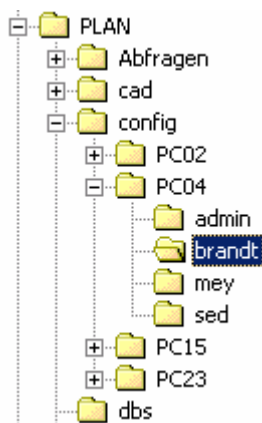 PLAN
Abfragen
cad
config
PC02
PC04
admin
brandt
mey
sed
PC15
PC23
dbs